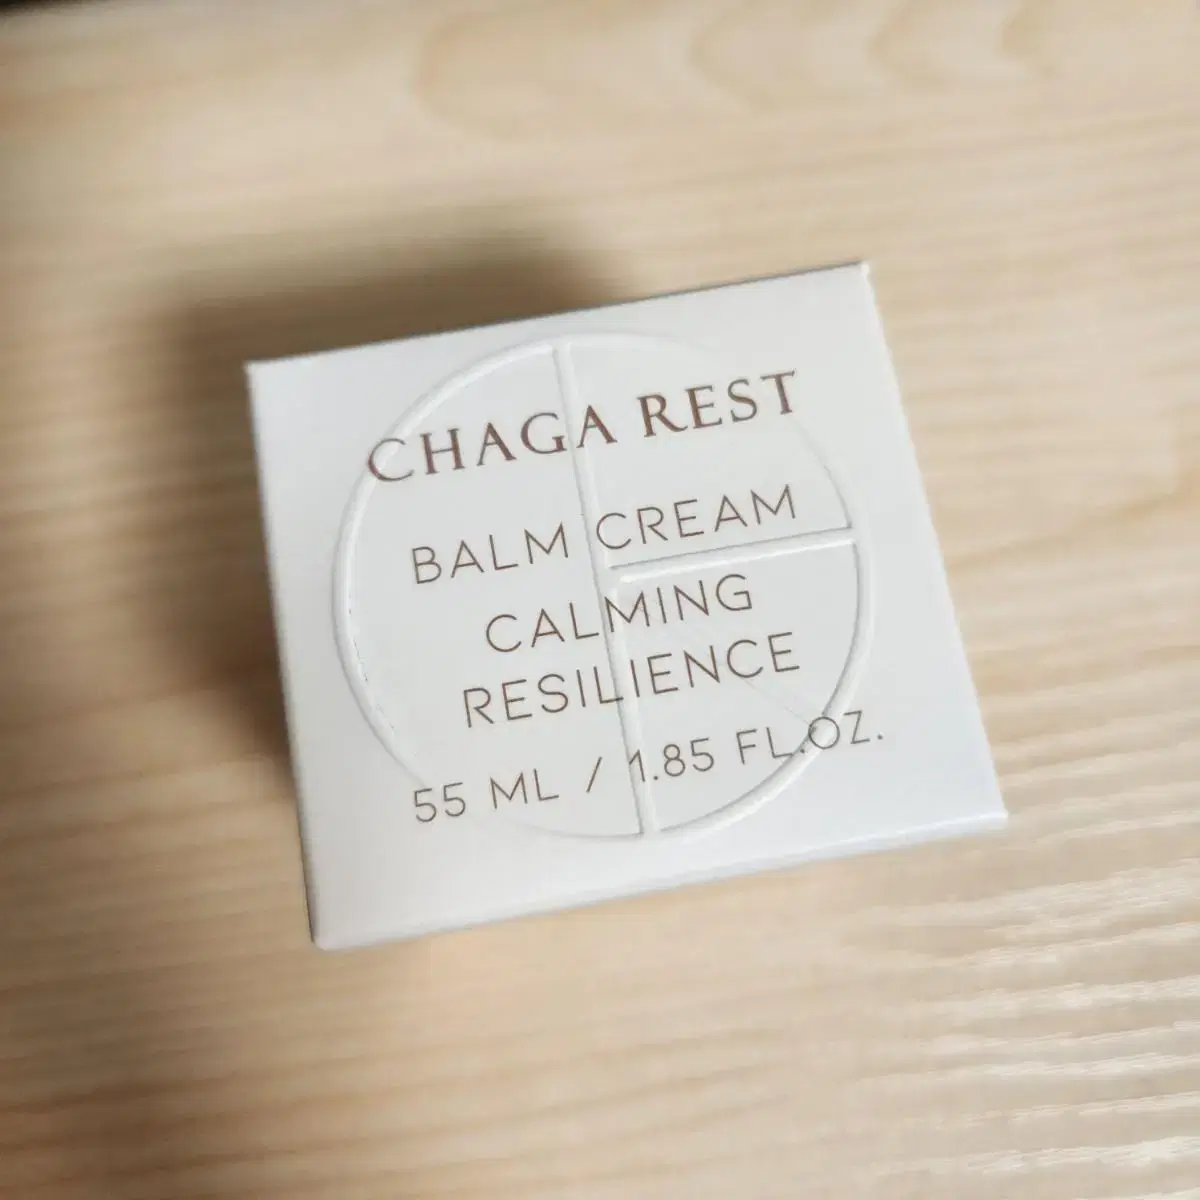 CHAGA REST
BALM CREAM
CALMING
RESILIENCE
55 ML / 1.85 FL.OZ.